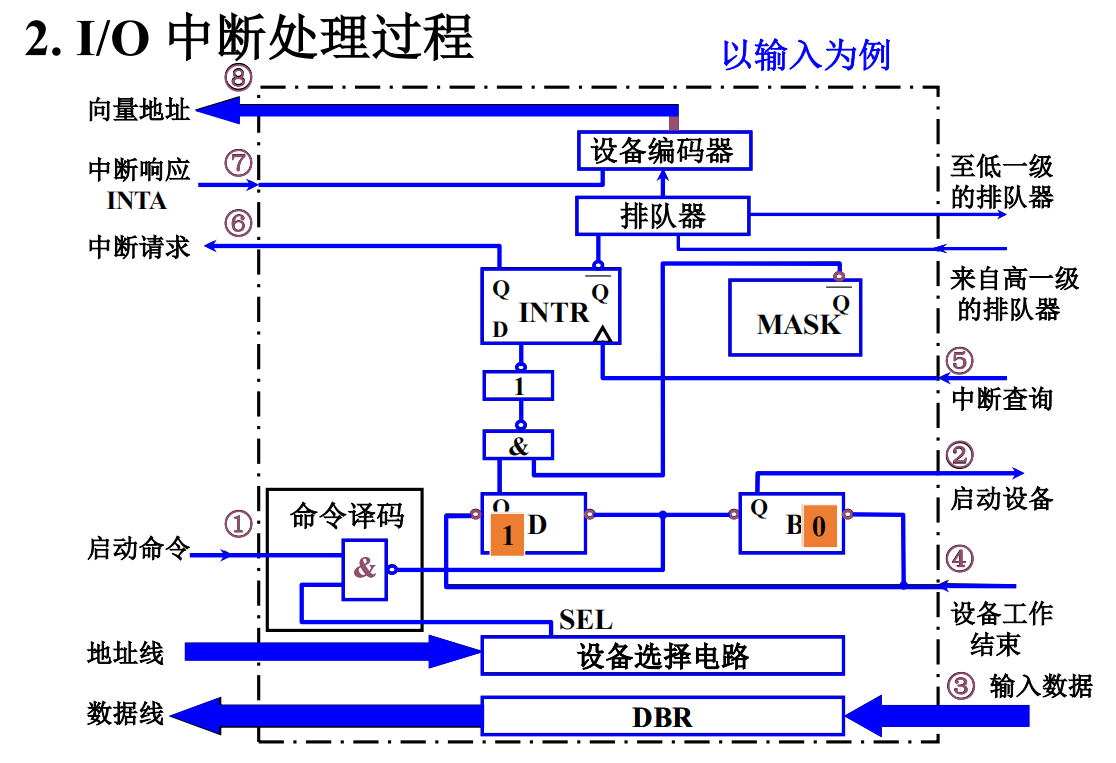 2. I/O 中断处理过程
以输入为例
⑧
向量地址
设备编码器
⑦
中断响应
INTA
至低一级
的排队器
排队器
⑥
中断请求
来自高一级
的排队器
Q
Q
D
INTR
Q
MASK
⑤
中断查询
1
&
②
启动设备
①
启动命令
命令译码
&
Q
1
D
Q
B
0
④
设备工作
结束
SEL
地址线
设备选择电路
③
输入数据
数据线
DBR